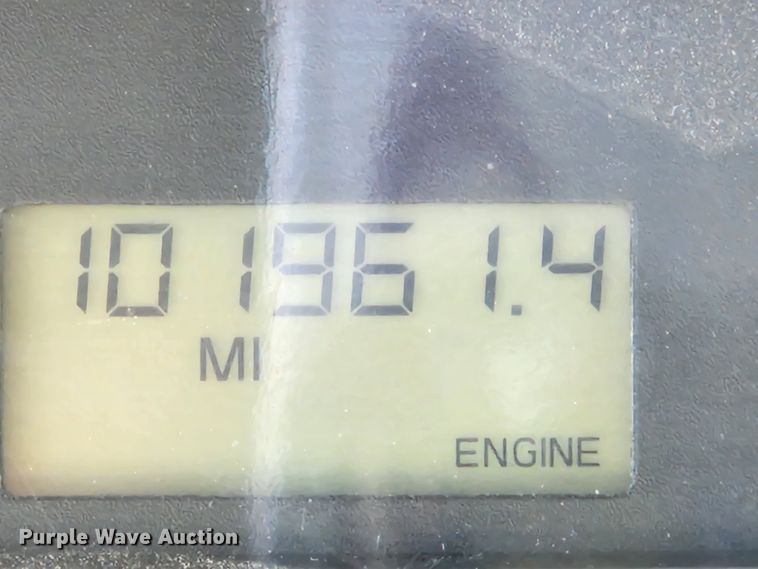 101961.4
MI
ENGINE
Purple Wave Auction